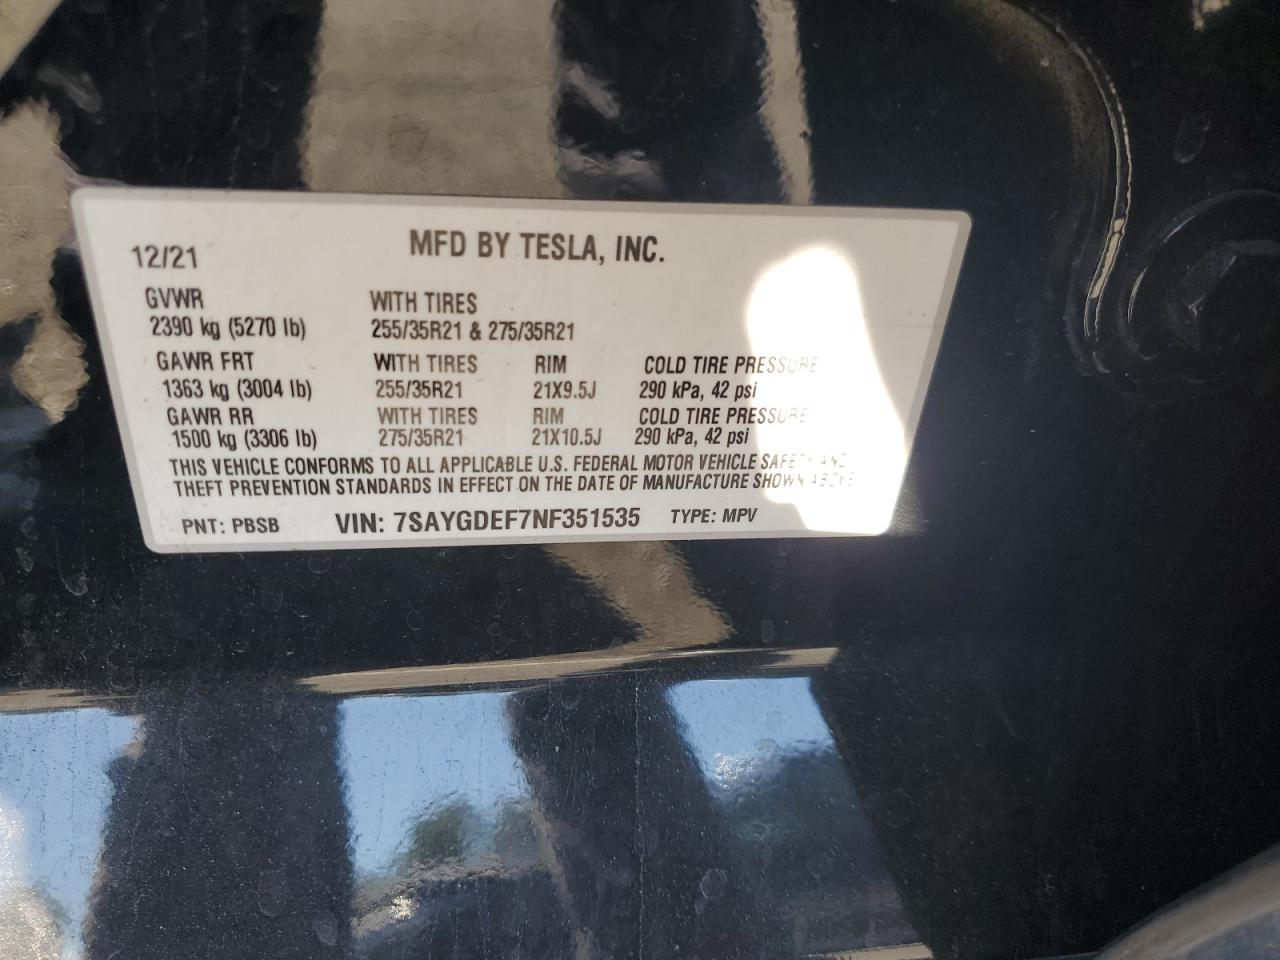 12/21 MFD BY TESLA, INC.
GVWR WITH TIRES
2390 kg (5270 lb) 255/35R21 & 275/35R21
GAWR FRT WITH TIRES RIM COLD TIRE PRESSURE
1363 kg (3004 lb) 255/35R21 21X9.5J 290 kPa, 42 psi
GAWR RR WITH TIRES RIM COLD TIRE PRESSURE
1500 kg (3306 lb) 275/35R21 21X10.5J 290 kPa, 42 psi
THIS VEHICLE CONFORMS TO ALL APPLICABLE U.S. FEDERAL MOTOR VEHICLE SAFETY AND
THEFT PREVENTION STANDARDS IN EFFECT ON THE DATE OF MANUFACTURE SHOWN ABOVE
PNT: PBSB VIN: 7SAYGDEF7NF351535 TYPE: MPV